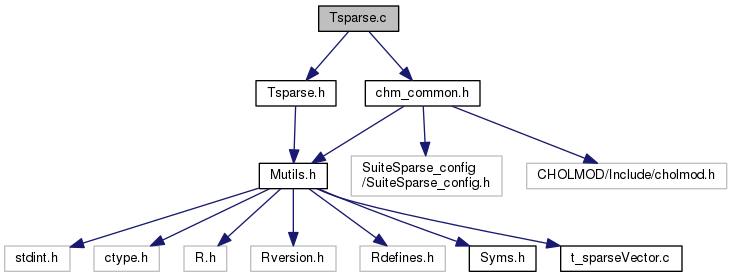 Tsparse.c
Tsparse.h
chm_common.h
Mutils.h
SuiteSparse_config
/SuiteSparse_config.h
CHOLMOD/Include/cholmod.h
stdint.h
ctype.h
R.h
Rversion.h
Rdefines.h
Syms.h
t_sparseVector.c